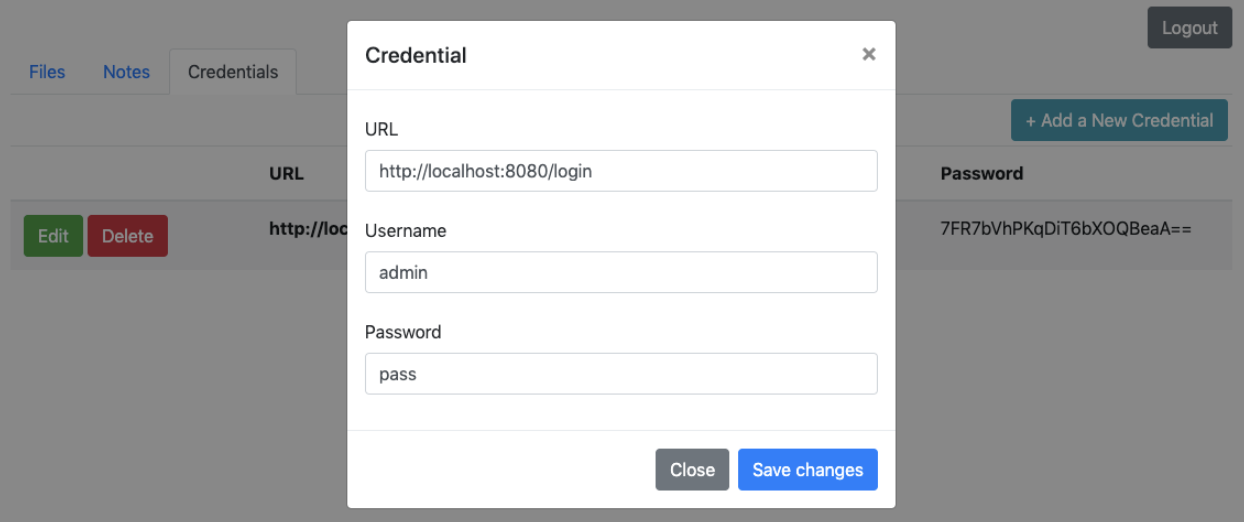 Logout
Files Notes Credentials
+ Add a New Credential
URL Password
Edit Delete http://loc 7FR7bVhPKqDiT6bXOQBeaA==
Credential ×
URL
http://localhost:8080/login
Username
admin
Password
pass
Close Save changes